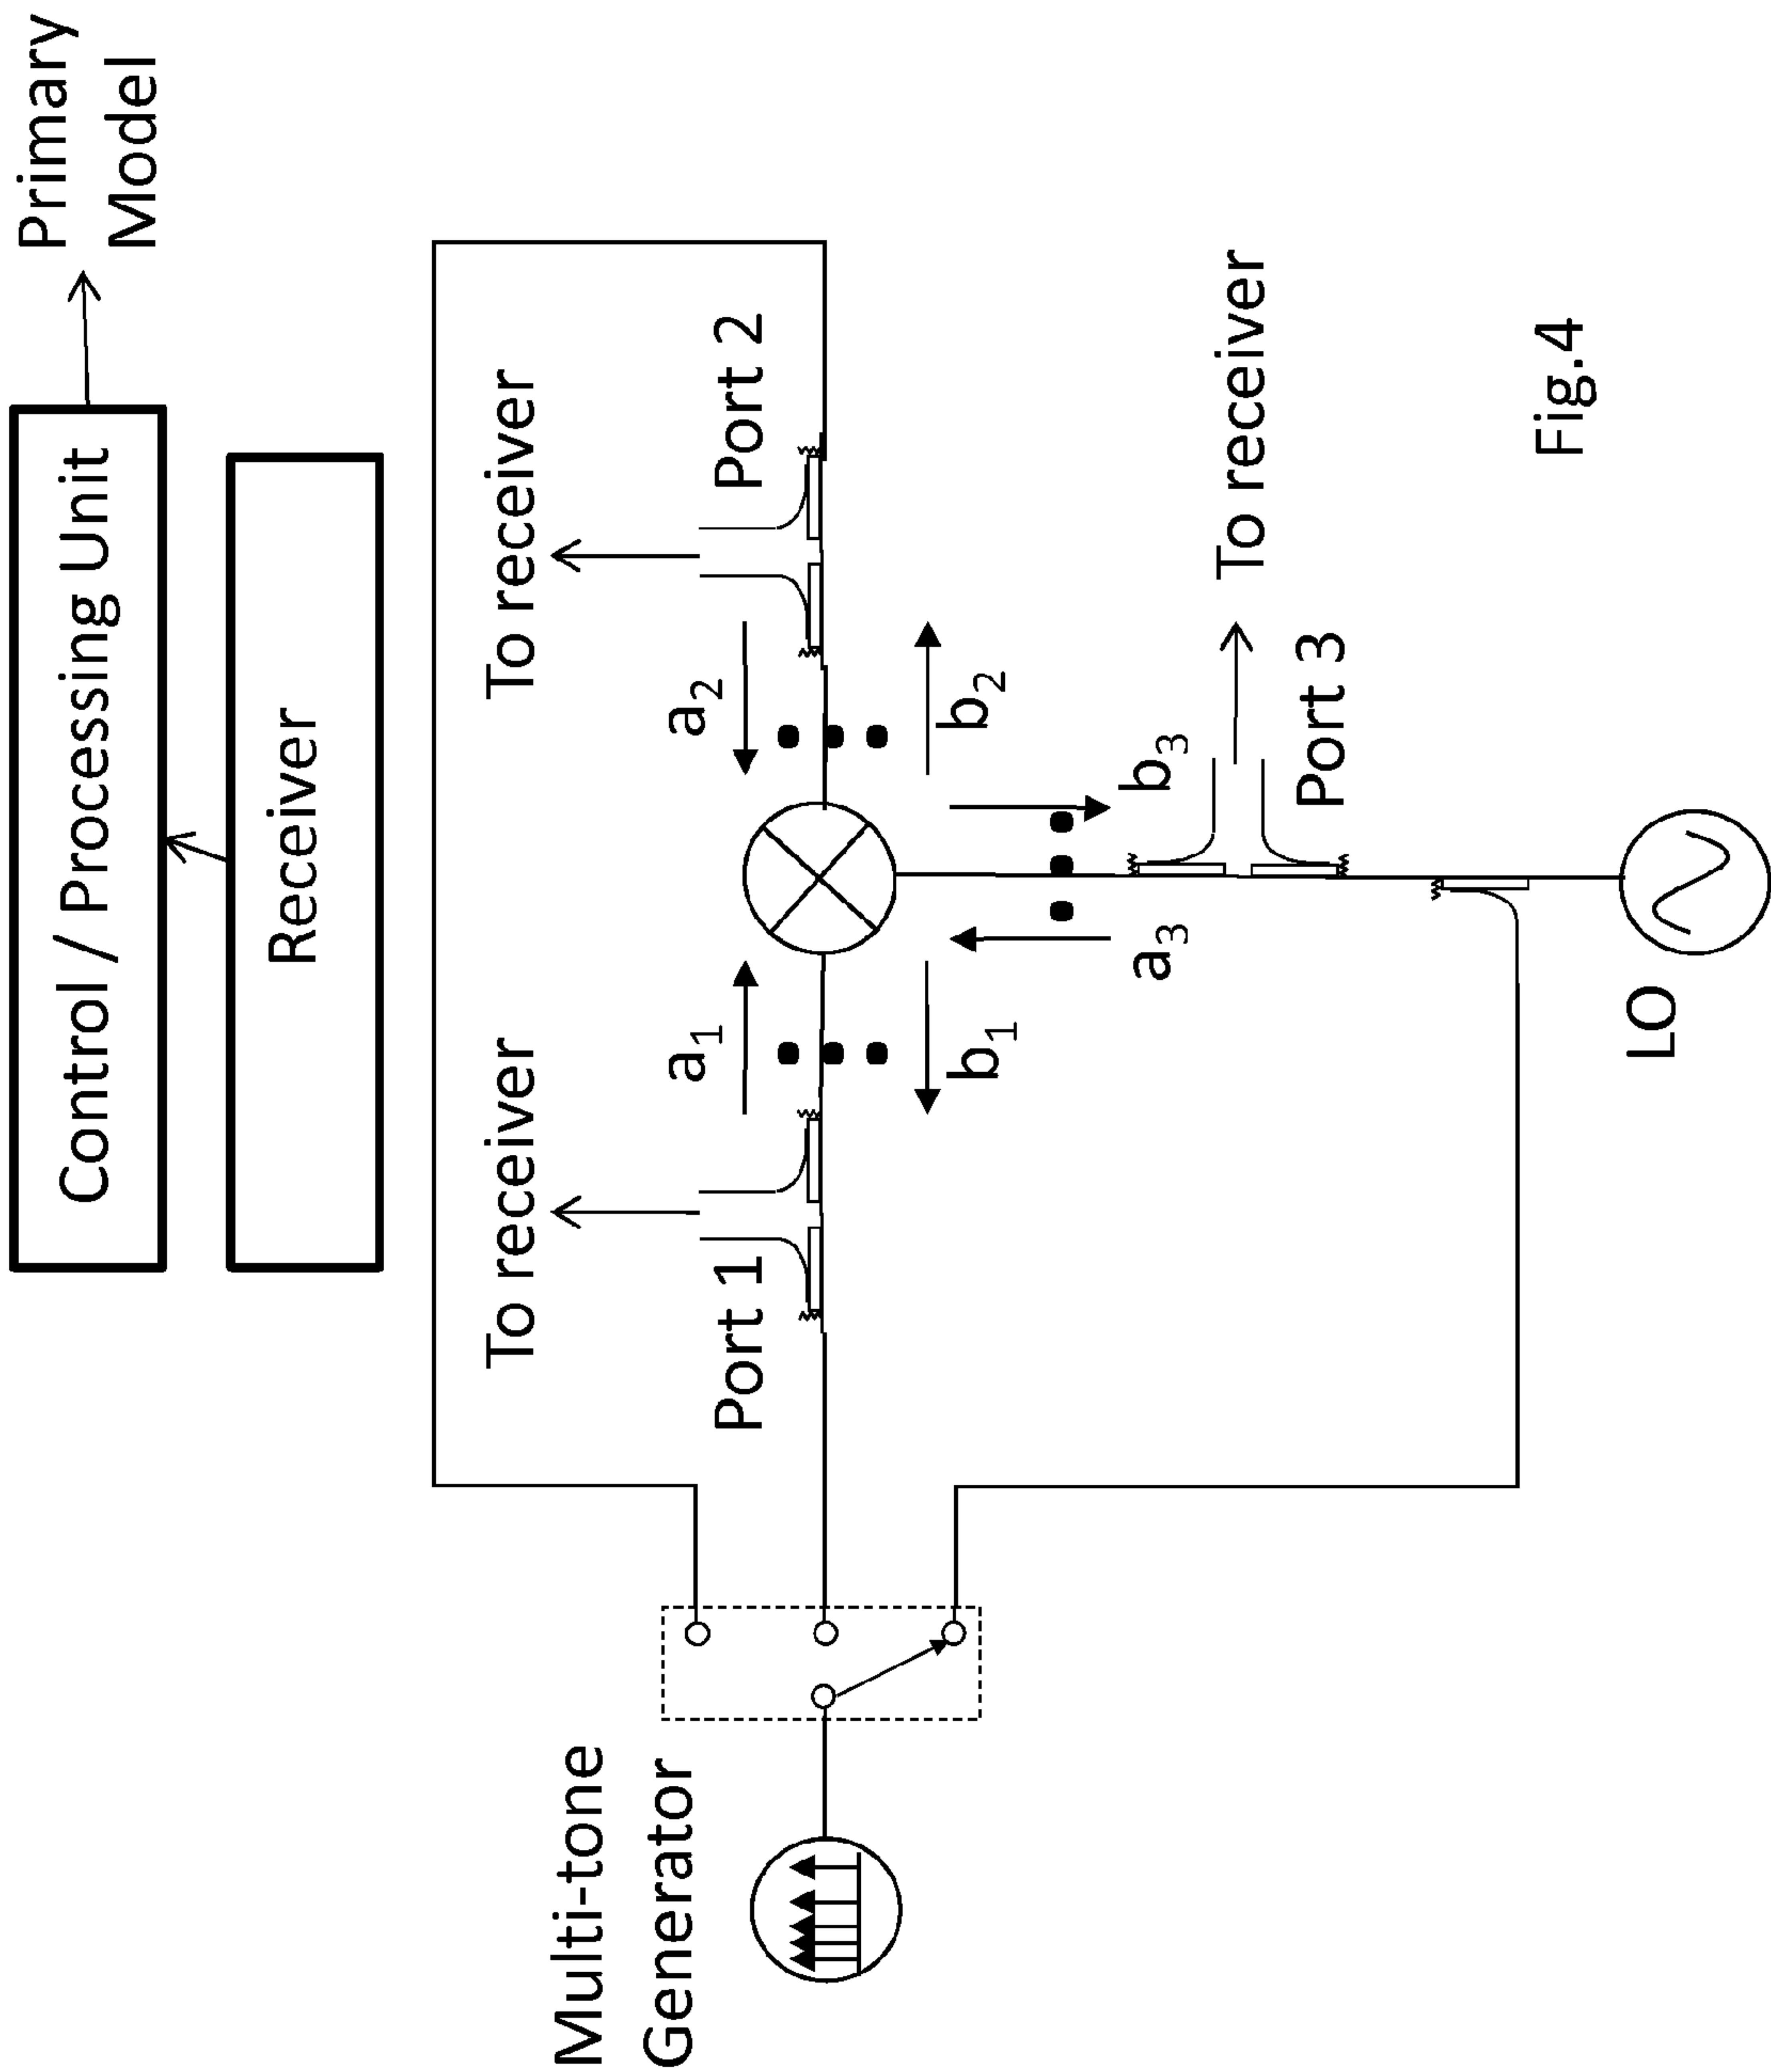 Primary
Model
Control / Processing Unit
Receiver
To receiver
To receiver
Port 1
Port 2
a1
a2
b1
b2
Multi-tone
Generator
a3
b3
To receiver
Port 3
LO
Fig.4